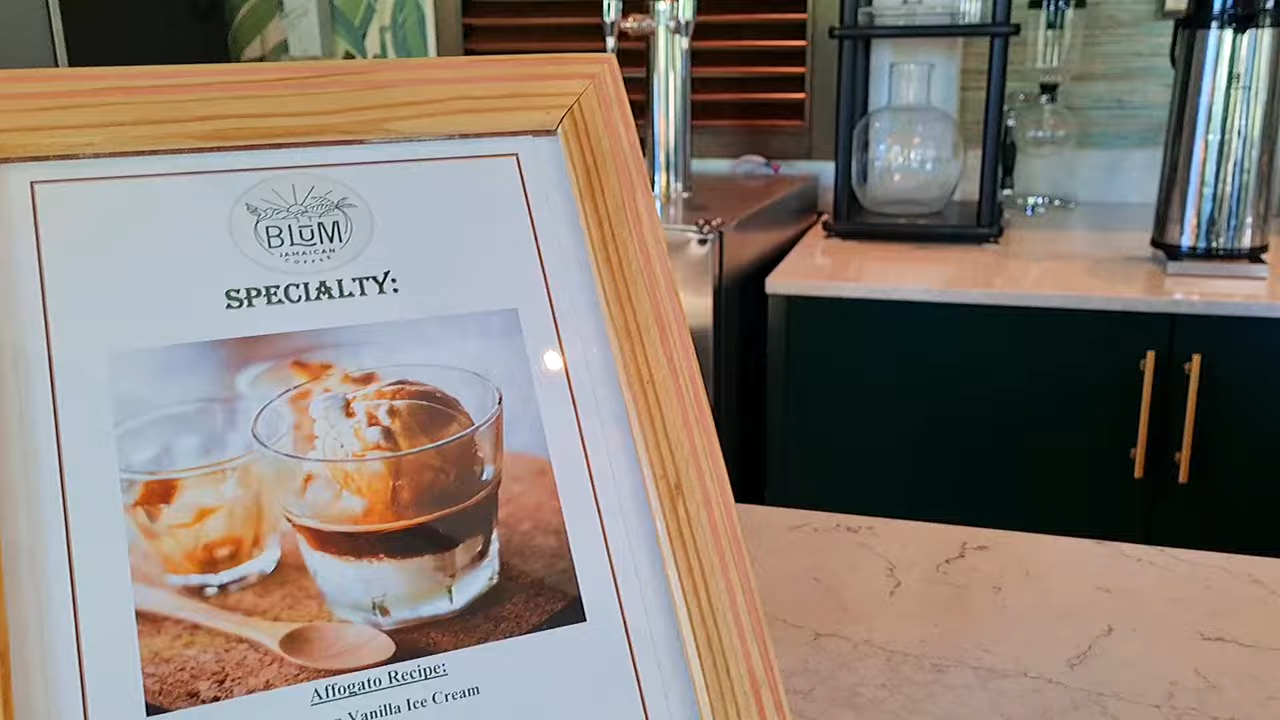 BLūM
JAMAICAN
COFFEE
SPECIALTY:
Affogato Recipe:
Vanilla Ice Cream